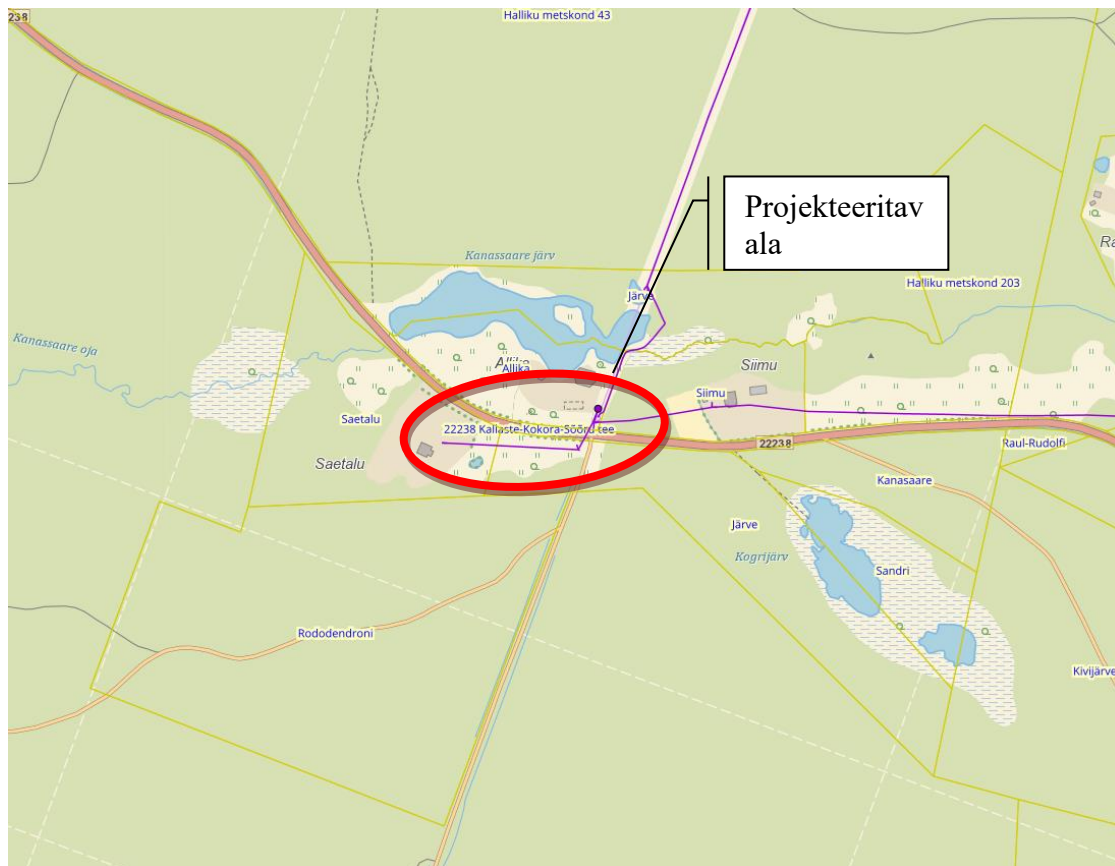 238
Halliku metskond 43
Projekteeritav
ala
Kanassaare järv
Halliku metskond 203
Järve
Kanassaare oja
Allika
Siimu
Siimu
Saetalu
22238 Kallaste-Kokora-Sõõru tee
22238
Raul-Rudolfi
Saetalu
Kanasaare
Järve
Kogrijärv
Sandri
Rododendroni
Kivijärve